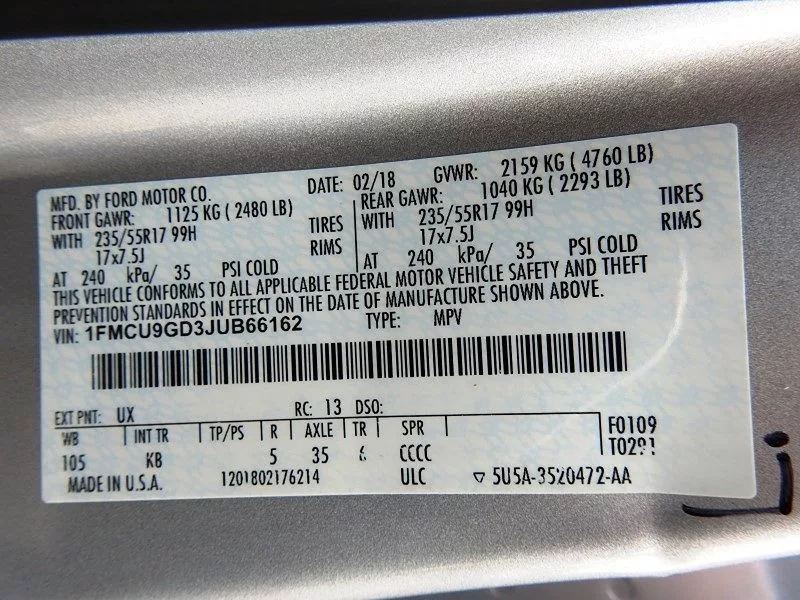 MFD. BY FORD MOTOR CO. DATE: 02/18 GVWR: 2159 KG ( 4760 LB)
FRONT GAWR: 1125 KG ( 2480 LB) REAR GAWR: 1040 KG ( 2293 LB)
WITH 235/55R17 99H TIRES WITH 235/55R17 99H TIRES
17x7.5J RIMS 17x7.5J RIMS
AT 240 kPa/ 35 PSI COLD AT 240 kPa/ 35 PSI COLD
THIS VEHICLE CONFORMS TO ALL APPLICABLE FEDERAL MOTOR VEHICLE SAFETY AND THEFT
PREVENTION STANDARDS IN EFFECT ON THE DATE OF MANUFACTURE SHOWN ABOVE.
VIN: 1FMCU9GD3JUB66162 TYPE: MPV
EXT PNT: UX RC: 13 DSO:
WB INT TR TP/PS R AXLE TR SPR F0109
105 KB 5 35 6 CCCC
MADE IN U.S.A. 1201802176214 ULC ▽ 5U5A-3520472-AA